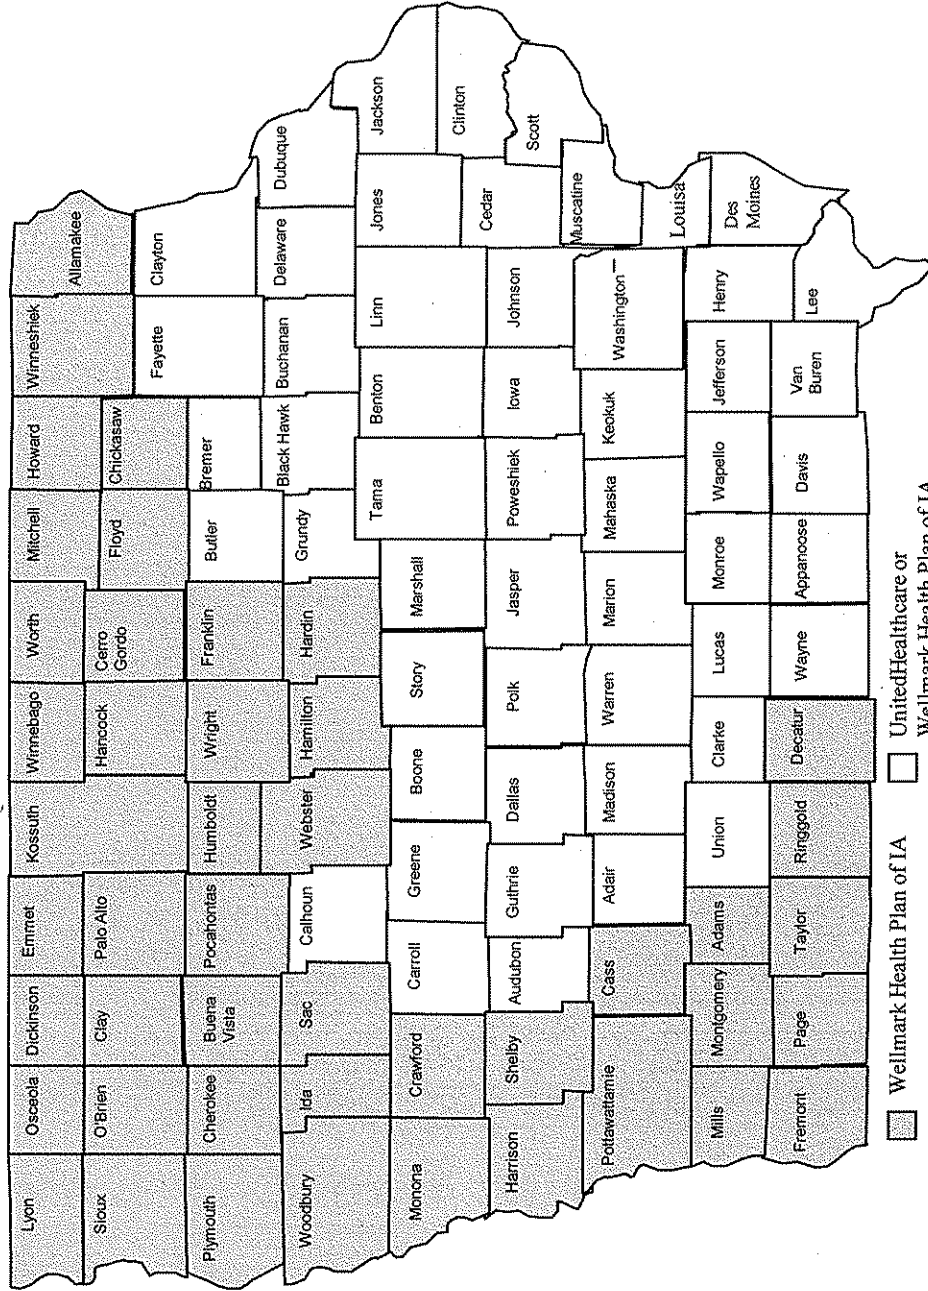 Lyon
Osceola
Dickinson
Emmet
Kossuth
Winnebago
Worth
Mitchell
Howard
Winneshiek
Allamakee
Sioux
O'Brien
Clay
Palo Alto
Hancock
Cerro
Gordo
Floyd
Chickasaw
Fayette
Clayton
Plymouth
Cherokee
Buena
Vista
Pocahontas
Humboldt
Wright
Franklin
Butler
Bremer
Woodbury
Ida
Sac
Calhoun
Webster
Hamilton
Hardin
Grundy
Black Hawk
Buchanan
Delaware
Dubuque
Monona
Crawford
Carroll
Greene
Boone
Story
Marshall
Tama
Benton
Linn
Jones
Jackson
Harrison
Shelby
Audubon
Guthrie
Dallas
Polk
Jasper
Poweshiek
Iowa
Johnson
Cedar
Clinton
Scott
Muscatine
Pottawattamie
Cass
Adair
Madison
Warren
Marion
Mahaska
Keokuk
Washington
Louisa
Mills
Montgomery
Adams
Union
Clarke
Lucas
Monroe
Wapello
Jefferson
Henry
Des
Moines
Fremont
Page
Taylor
Ringgold
Decatur
Wayne
Appanoose
Davis
Van
Buren
Lee
Wellmark Health Plan of IA
UnitedHealthcare or
Wellmark Health Plan of IA